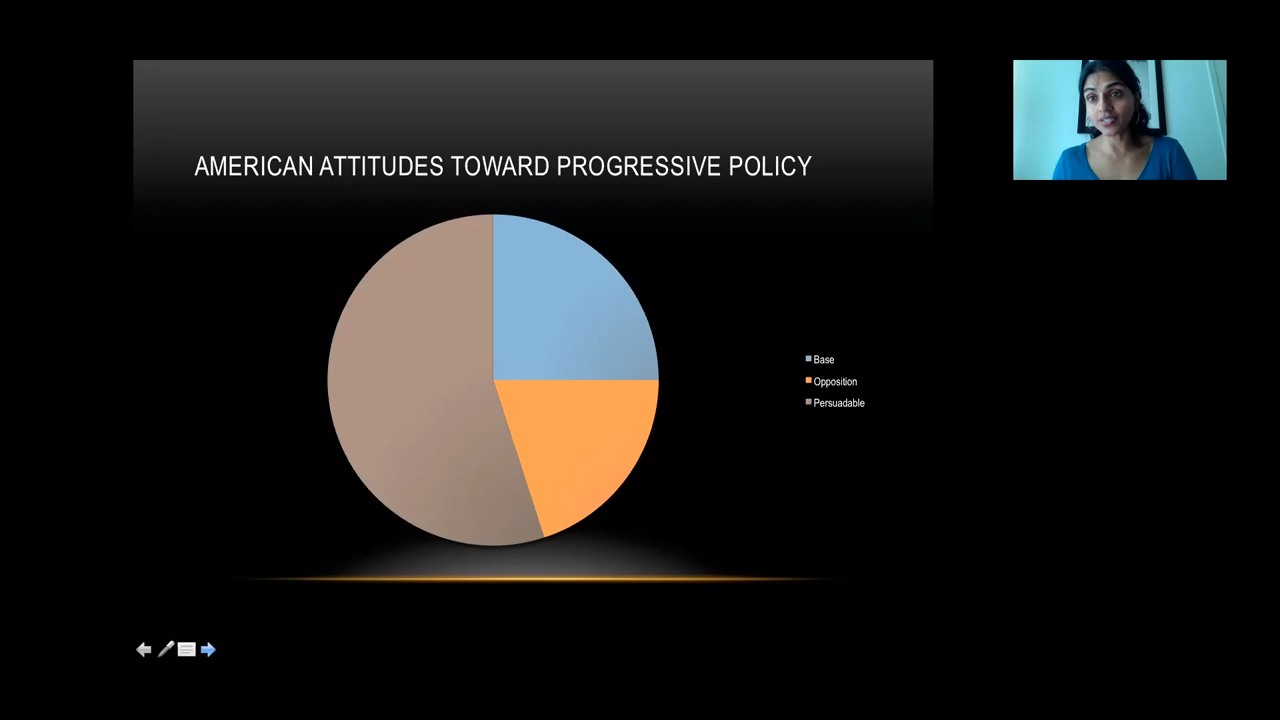 AMERICAN ATTITUDES TOWARD PROGRESSIVE POLICY
Base
Opposition
Persuadable